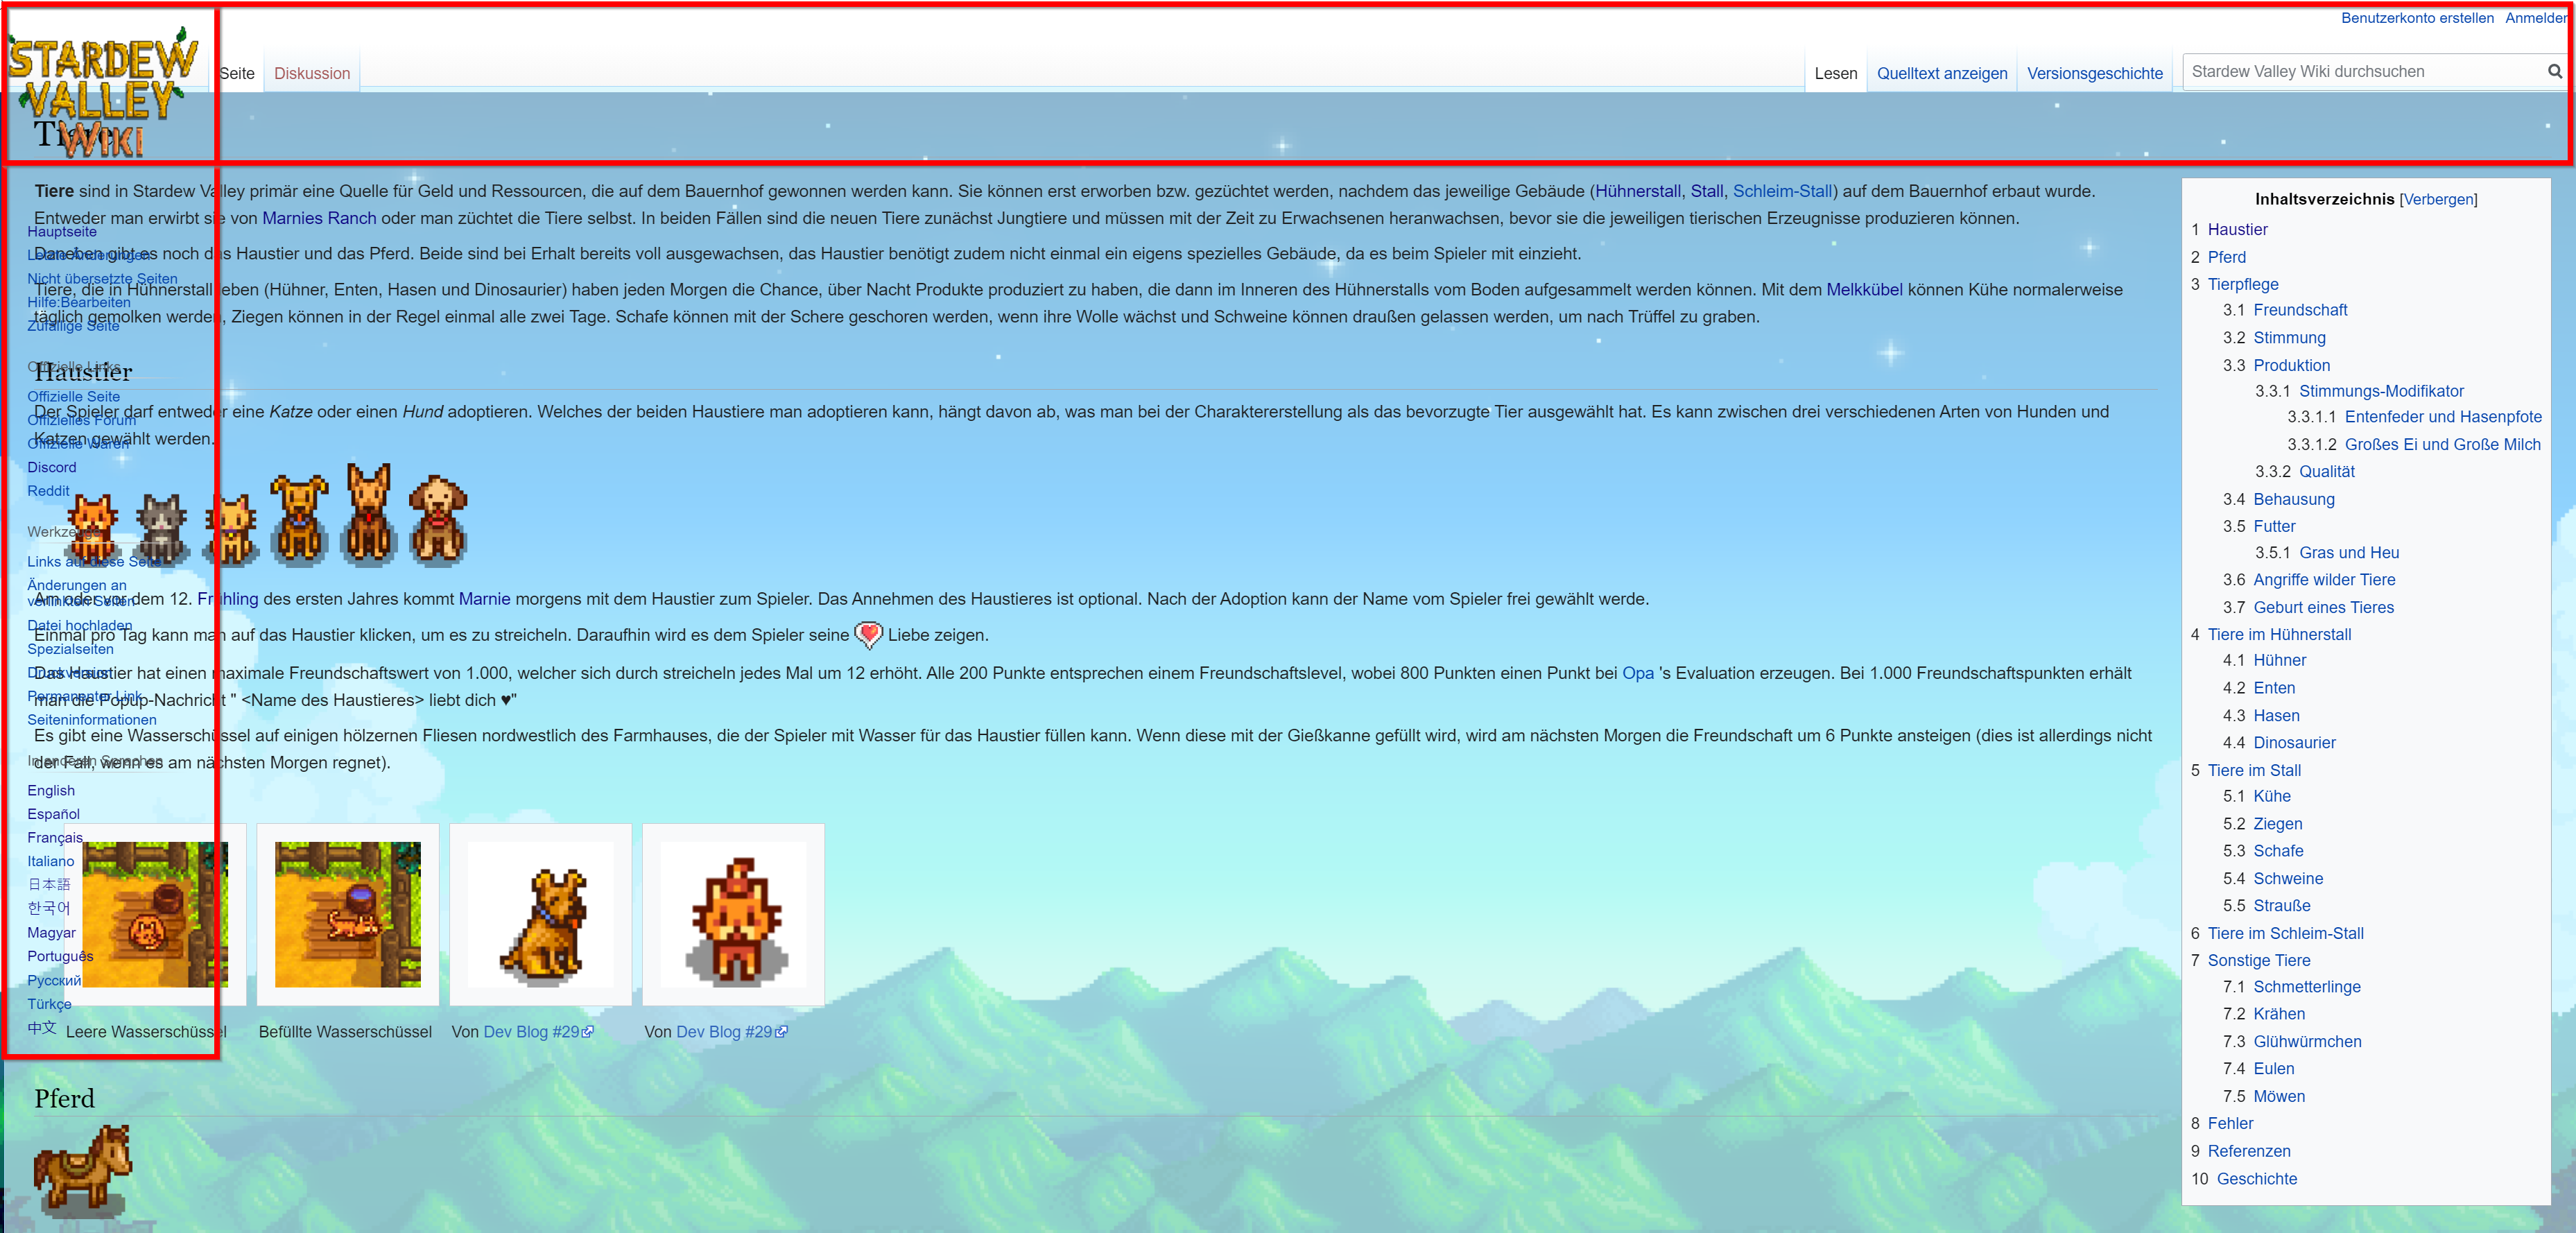 Benutzerkonto erstellen Anmelden
STARDEW
VALLEY
WIKI
Seite Diskussion
Lesen Quelltext anzeigen Versionsgeschichte Stardew Valley Wiki durchsuchen
Tiere
Tiere sind in Stardew Valley primär eine Quelle für Geld und Ressourcen, die auf dem Bauernhof gewonnen werden kann. Sie können erst erworben bzw. gezüchtet werden, nachdem das jeweilige Gebäude (Hühnerstall, Stall, Schleim-Stall) auf dem Bauernhof erbaut wurde.
Entweder man erwirbt sie von Marnies Ranch oder man züchtet die Tiere selbst. In beiden Fällen sind die neuen Tiere zunächst Jungtiere und müssen mit der Zeit zu Erwachsenen heranwachsen, bevor sie die jeweiligen tierischen Erzeugnisse produzieren können.
Daneben gibt es noch das Haustier und das Pferd. Beide sind bei Erhalt bereits voll ausgewachsen, das Haustier benötigt zudem nicht einmal ein eigens spezielles Gebäude, da es beim Spieler mit einzieht.
Tiere, die in Hühnerstall leben (Hühner, Enten, Hasen und Dinosaurier) haben jeden Morgen die Chance, über Nacht Produkte produziert zu haben, die dann im Inneren des Hühnerstalls vom Boden aufgesammelt werden können. Mit dem Melkkübel können Kühe normalerweise
täglich gemolken werden, Ziegen können in der Regel einmal alle zwei Tage. Schafe können mit der Schere geschoren werden, wenn ihre Wolle wächst und Schweine können draußen gelassen werden, um nach Trüffel zu graben.
Haustier
Der Spieler darf entweder eine Katze oder einen Hund adoptieren. Welches der beiden Haustiere man adoptieren kann, hängt davon ab, was man bei der Charaktererstellung als das bevorzugte Tier ausgewählt hat. Es kann zwischen drei verschiedenen Arten von Hunden und
Katzen gewählt werden.
Am oder vor dem 12. Frühling des ersten Jahres kommt Marnie morgens mit dem Haustier zum Spieler. Das Annehmen des Haustieres ist optional. Nach der Adoption kann der Name vom Spieler frei gewählt werde.
Einmal pro Tag kann man auf das Haustier klicken, um es zu streicheln. Daraufhin wird es dem Spieler seine Liebe zeigen.
Das Haustier hat einen maximale Freundschaftswert von 1.000, welcher sich durch streicheln jedes Mal um 12 erhöht. Alle 200 Punkte entsprechen einem Freundschaftslevel, wobei 800 Punkten einen Punkt bei Opa 's Evaluation erzeugen. Bei 1.000 Freundschaftspunkten erhält
man die Popup-Nachricht " <Name des Haustieres> liebt dich ♥"
Es gibt eine Wasserschüssel auf einigen hölzernen Fliesen nordwestlich des Farmhauses, die der Spieler mit Wasser für das Haustier füllen kann. Wenn diese mit der Gießkanne gefüllt wird, wird am nächsten Morgen die Freundschaft um 6 Punkte ansteigen (dies ist allerdings nicht
der Fall, wenn es am nächsten Morgen regnet).
Leere Wasserschüssel
Befüllte Wasserschüssel
Von Dev Blog #29
Von Dev Blog #29
Pferd
Hauptseite
Letzte Änderungen
Nicht übersetzte Seiten
Hilfe:Bearbeiten
Zufällige Seite
Offizielle Links
Offizielle Seite
Offizielles Forum
Offizielle Waren
Discord
Reddit
Werkzeuge
Links auf diese Seite
Änderungen an
verlinkten Seiten
Datei hochladen
Spezialseiten
Druckversion
Permanenter Link
Seiteninformationen
In anderen Sprachen
English
Español
Français
Italiano
日本語
한국어
Magyar
Português
Русский
Türkçe
中文
Inhaltsverzeichnis [Verbergen]
1 Haustier
2 Pferd
3 Tierpflege
3.1 Freundschaft
3.2 Stimmung
3.3 Produktion
3.3.1 Stimmungs-Modifikator
3.3.1.1 Entenfeder und Hasenpfote
3.3.1.2 Großes Ei und Große Milch
3.3.2 Qualität
3.4 Behausung
3.5 Futter
3.5.1 Gras und Heu
3.6 Angriffe wilder Tiere
3.7 Geburt eines Tieres
4 Tiere im Hühnerstall
4.1 Hühner
4.2 Enten
4.3 Hasen
4.4 Dinosaurier
5 Tiere im Stall
5.1 Kühe
5.2 Ziegen
5.3 Schafe
5.4 Schweine
5.5 Strauße
6 Tiere im Schleim-Stall
7 Sonstige Tiere
7.1 Schmetterlinge
7.2 Krähen
7.3 Glühwürmchen
7.4 Eulen
7.5 Möwen
8 Fehler
9 Referenzen
10 Geschichte